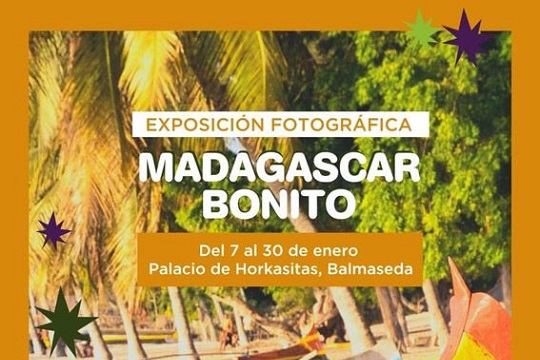 EXPOSICIÓN FOTOGRÁFICA
MADAGASCAR
BONITO
Del 7 al 30 de enero
Palacio de Horkasitas, Balmaseda